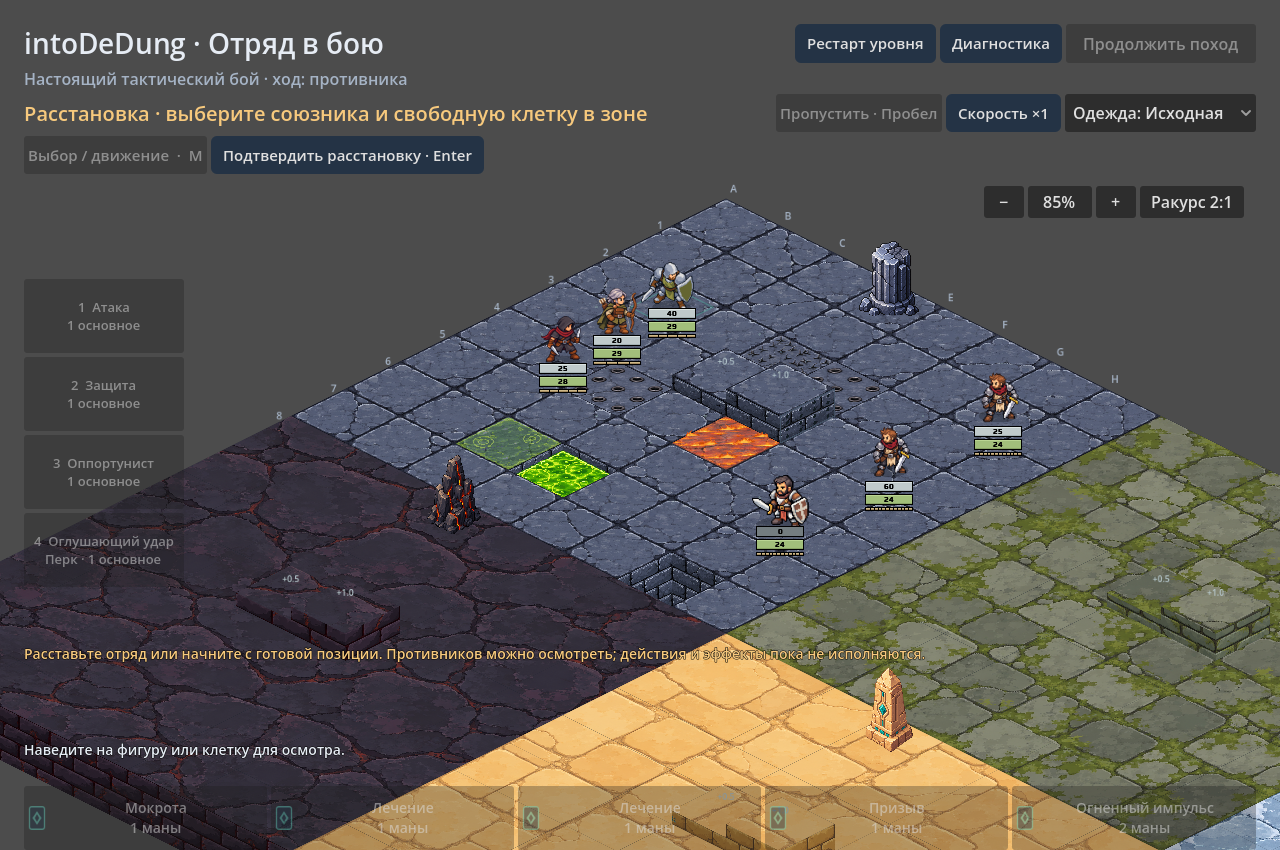 intoDeDung · Отряд в бою
Рестарт уровня
Диагностика
Продолжить поход
Настоящий тактический бой · ход: противника
Расстановка · выберите союзника и свободную клетку в зоне
Пропустить · Пробел
Скорость ×1
Одежда: Исходная
Выбор / движение · M
Подтвердить расстановку · Enter
−
85%
+
Ракурс 2:1
A
B
C
E
F
G
H
1
2
3
4
5
6
7
8
1 Атака
1 основное
2 Защита
1 основное
3 Оппортунист
1 основное
4 Оглушающий удар
Перк · 1 основное
40
29
20
29
25
28
+0.5
+1.0
25
24
60
24
0
24
+0.5
+1.0
+0.5
+1.0
Расставьте отряд или начните с готовой позиции. Противников можно осмотреть; действия и эффекты пока не исполняются.
Наведите на фигуру или клетку для осмотра.
Мокрота
1 маны
Лечение
1 маны
Лечение
1 маны
Призыв
1 маны
Огненный импульс
2 маны